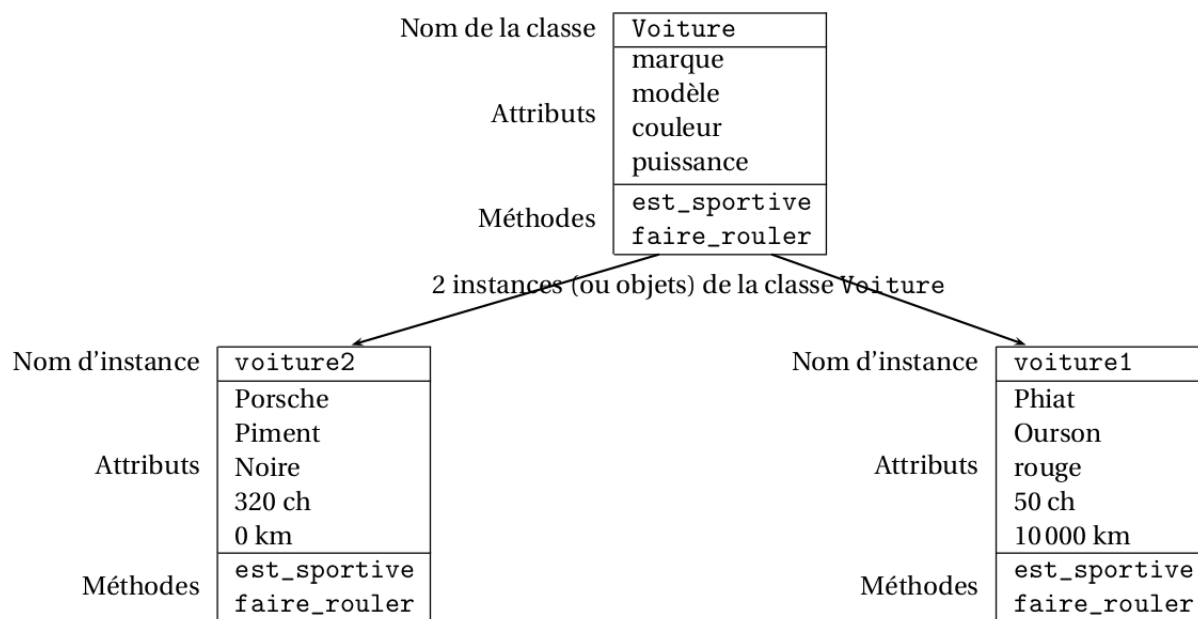 Nom de la classe Voiture
marque
modèle
Attributs
couleur
puissance
est_sportive
Méthodes
faire_rouler
2 instances (ou objets) de la classe Voiture
Nom d'instance voiture2
Porsche
Piment
Attributs Noire
320 ch
0 km
est_sportive
Méthodes
faire_rouler
Nom d'instance voiture1
Phiat
Ourson
Attributs rouge
50 ch
10 000 km
est_sportive
Méthodes
faire_rouler